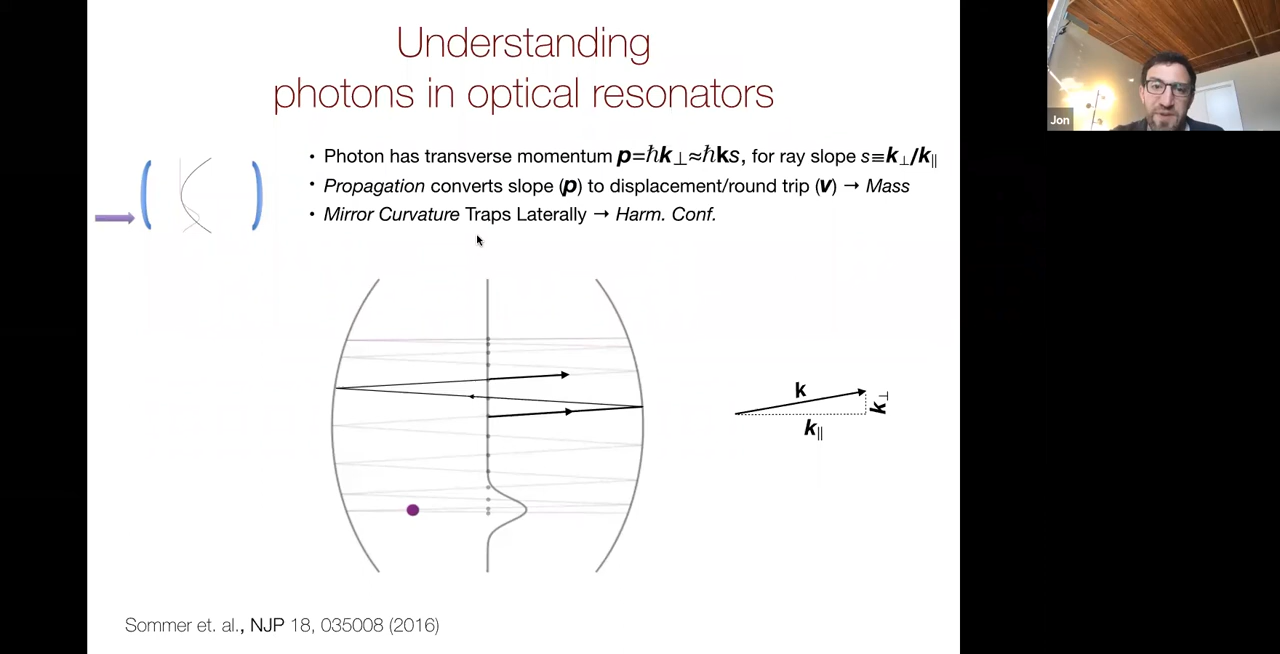 Understanding
photons in optical resonators
• Photon has transverse momentum p=ℏk⊥≈ℏks, for ray slope s≡k⊥/k∥
• Propagation converts slope (p) to displacement/round trip (v) → Mass
• Mirror Curvature Traps Laterally → Harm. Conf.
k
k⊥
k∥
Sommer et. al., NJP 18, 035008 (2016)
Jon